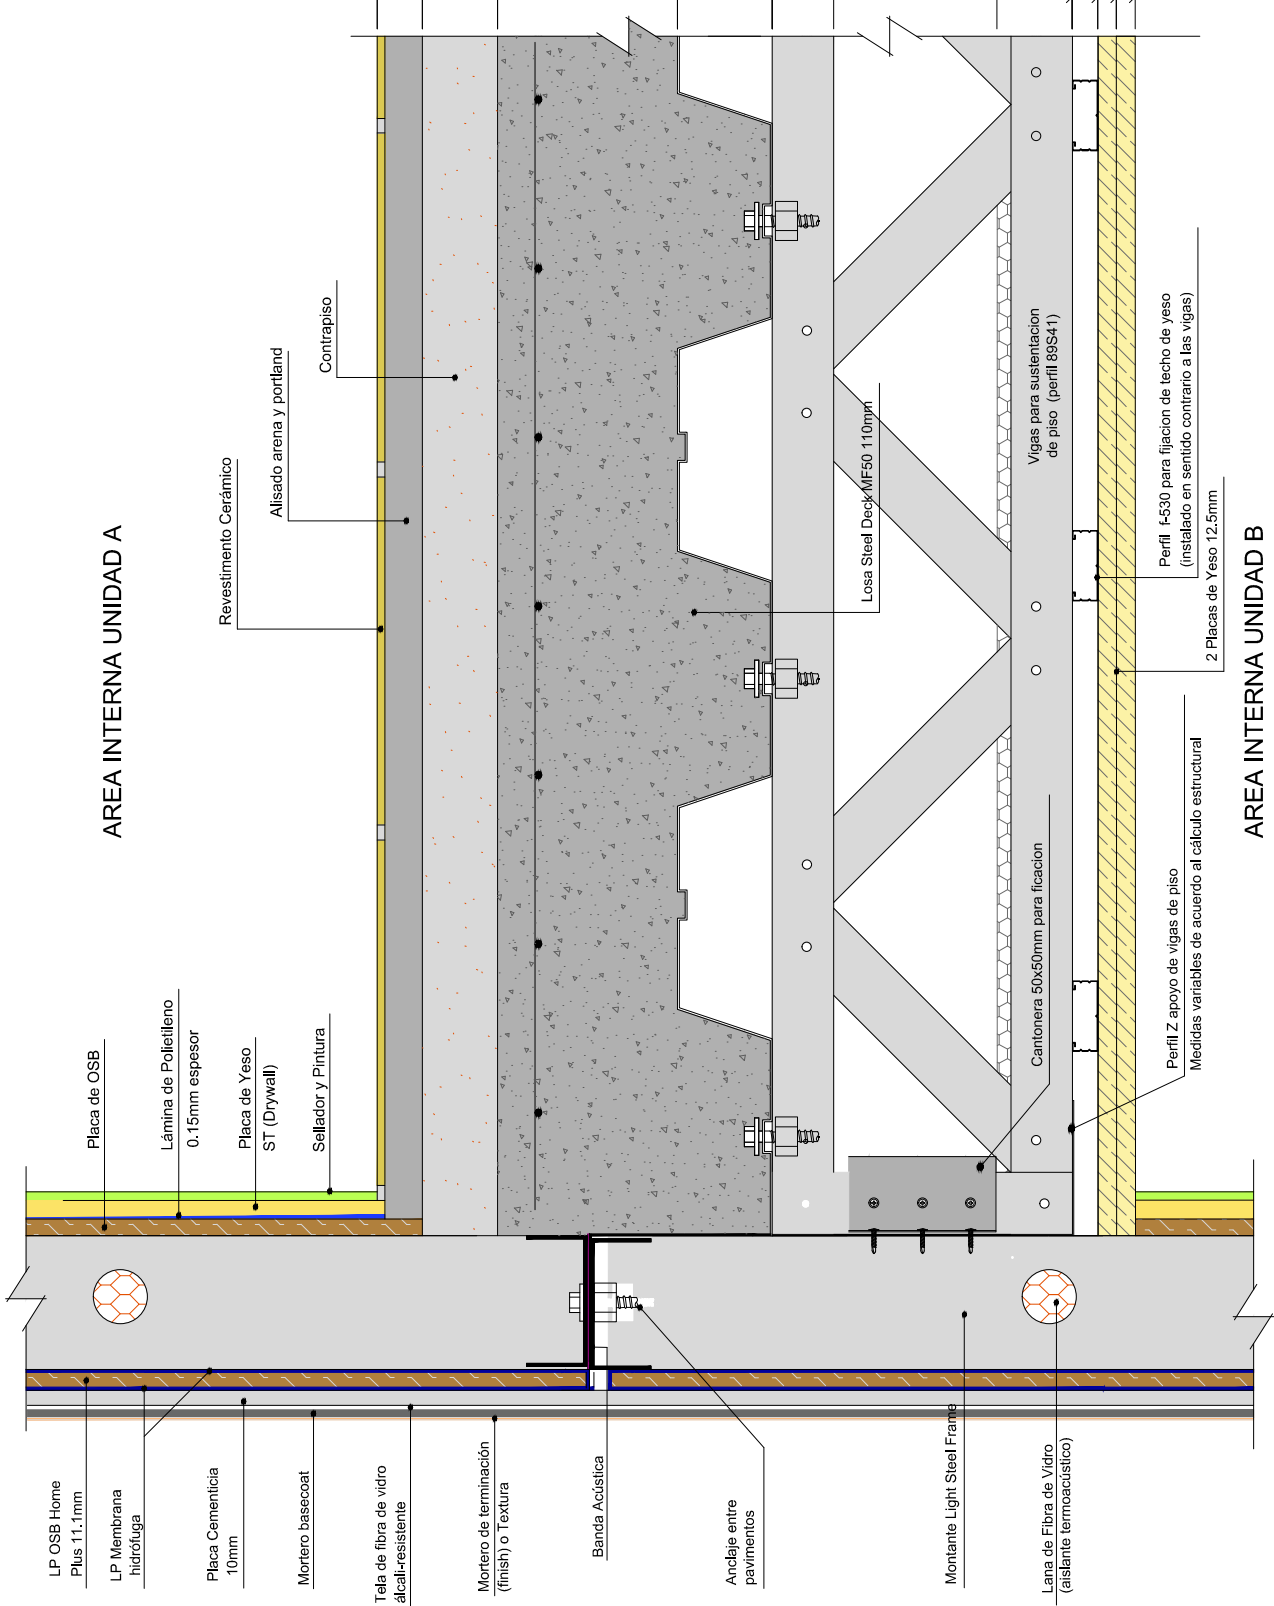 AREA INTERNA UNIDAD A
Placa de OSB
Lámina de Polietileno
0.15mm espesor
Placa de Yeso
ST (Drywall)
Sellador y Pintura
Revestimento Cerámico
Alisado arena y portland
Contrapiso
Losa Steel Deck MF50 110mm
Vigas para sustentacion
de piso (perfil 89S41)
Cantonera 50x50mm para ficacion
Perfil f-530 para fijacion de techo de yeso
(instalado en sentido contrario a las vigas)
2 Placas de Yeso 12.5mm
Perfil Z apoyo de vigas de piso
Medidas variables de acuerdo al cálculo estructural
AREA INTERNA UNIDAD B
LP OSB Home
Plus 11.1mm
LP Membrana
hidrófuga
Placa Cementicia
10mm
Mortero basecoat
Tela de fibra de vidro
álcali-resistente
Mortero de terminación
(finish) o Textura
Banda Acústica
Anclaje entre
pavimentos
Montante Light Steel Frame
Lana de Fibra de Vidro
(aislante termoacústico)